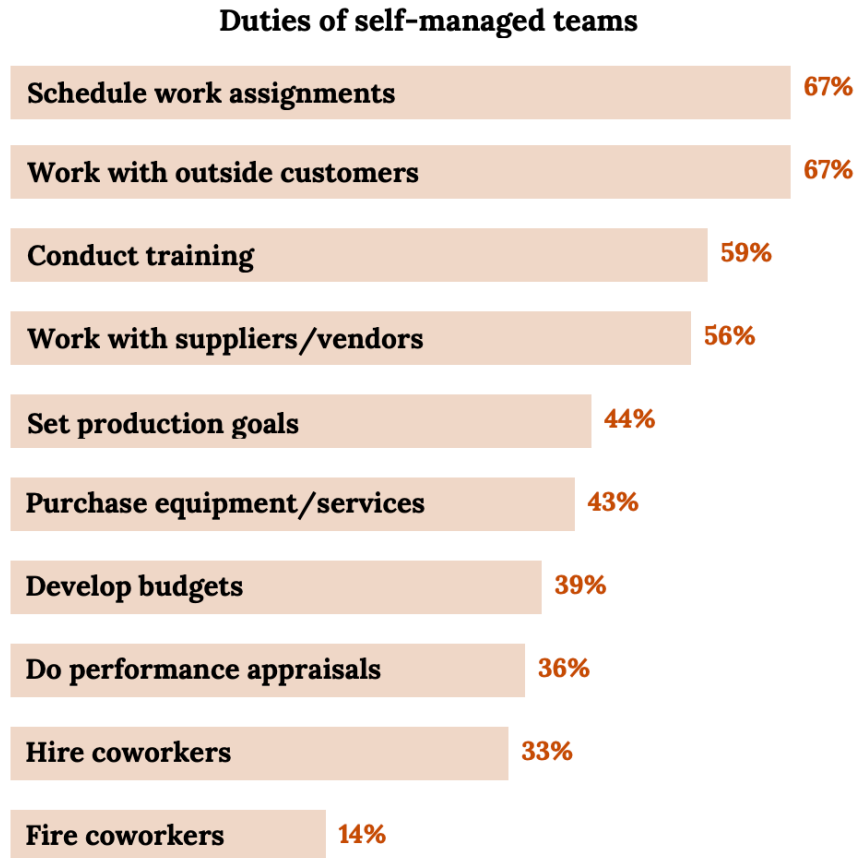 Duties of self-managed teams
Schedule work assignments 67%
Work with outside customers 67%
Conduct training 59%
Work with suppliers/vendors 56%
Set production goals 44%
Purchase equipment/services 43%
Develop budgets 39%
Do performance appraisals 36%
Hire coworkers 33%
Fire coworkers 14%